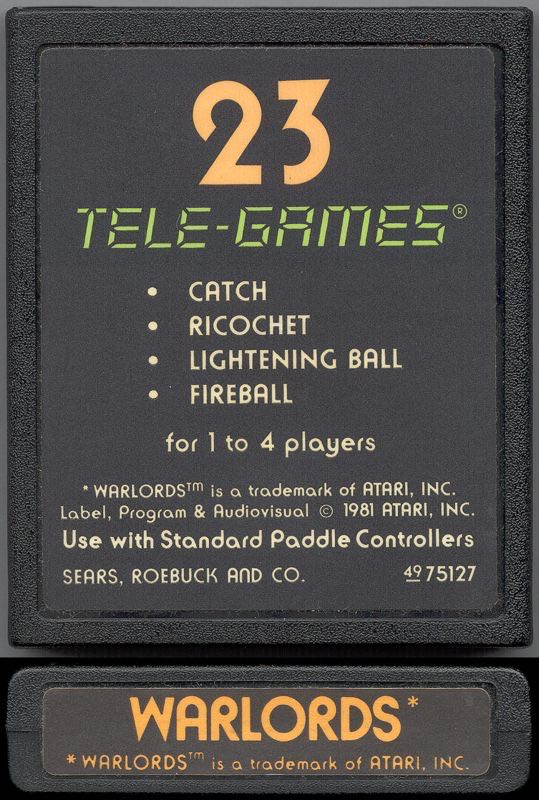 23
TELE-GAMES®
• CATCH
• RICOCHET
• LIGHTENING BALL
• FIREBALL
for 1 to 4 players
* WARLORDS™ is a trademark of ATARI, INC.
Label, Program & Audiovisual © 1981 ATARI, INC.
Use with Standard Paddle Controllers
SEARS, ROEBUCK AND CO. 49 75127
WARLORDS*
* WARLORDS™ is a trademark of ATARI, INC.